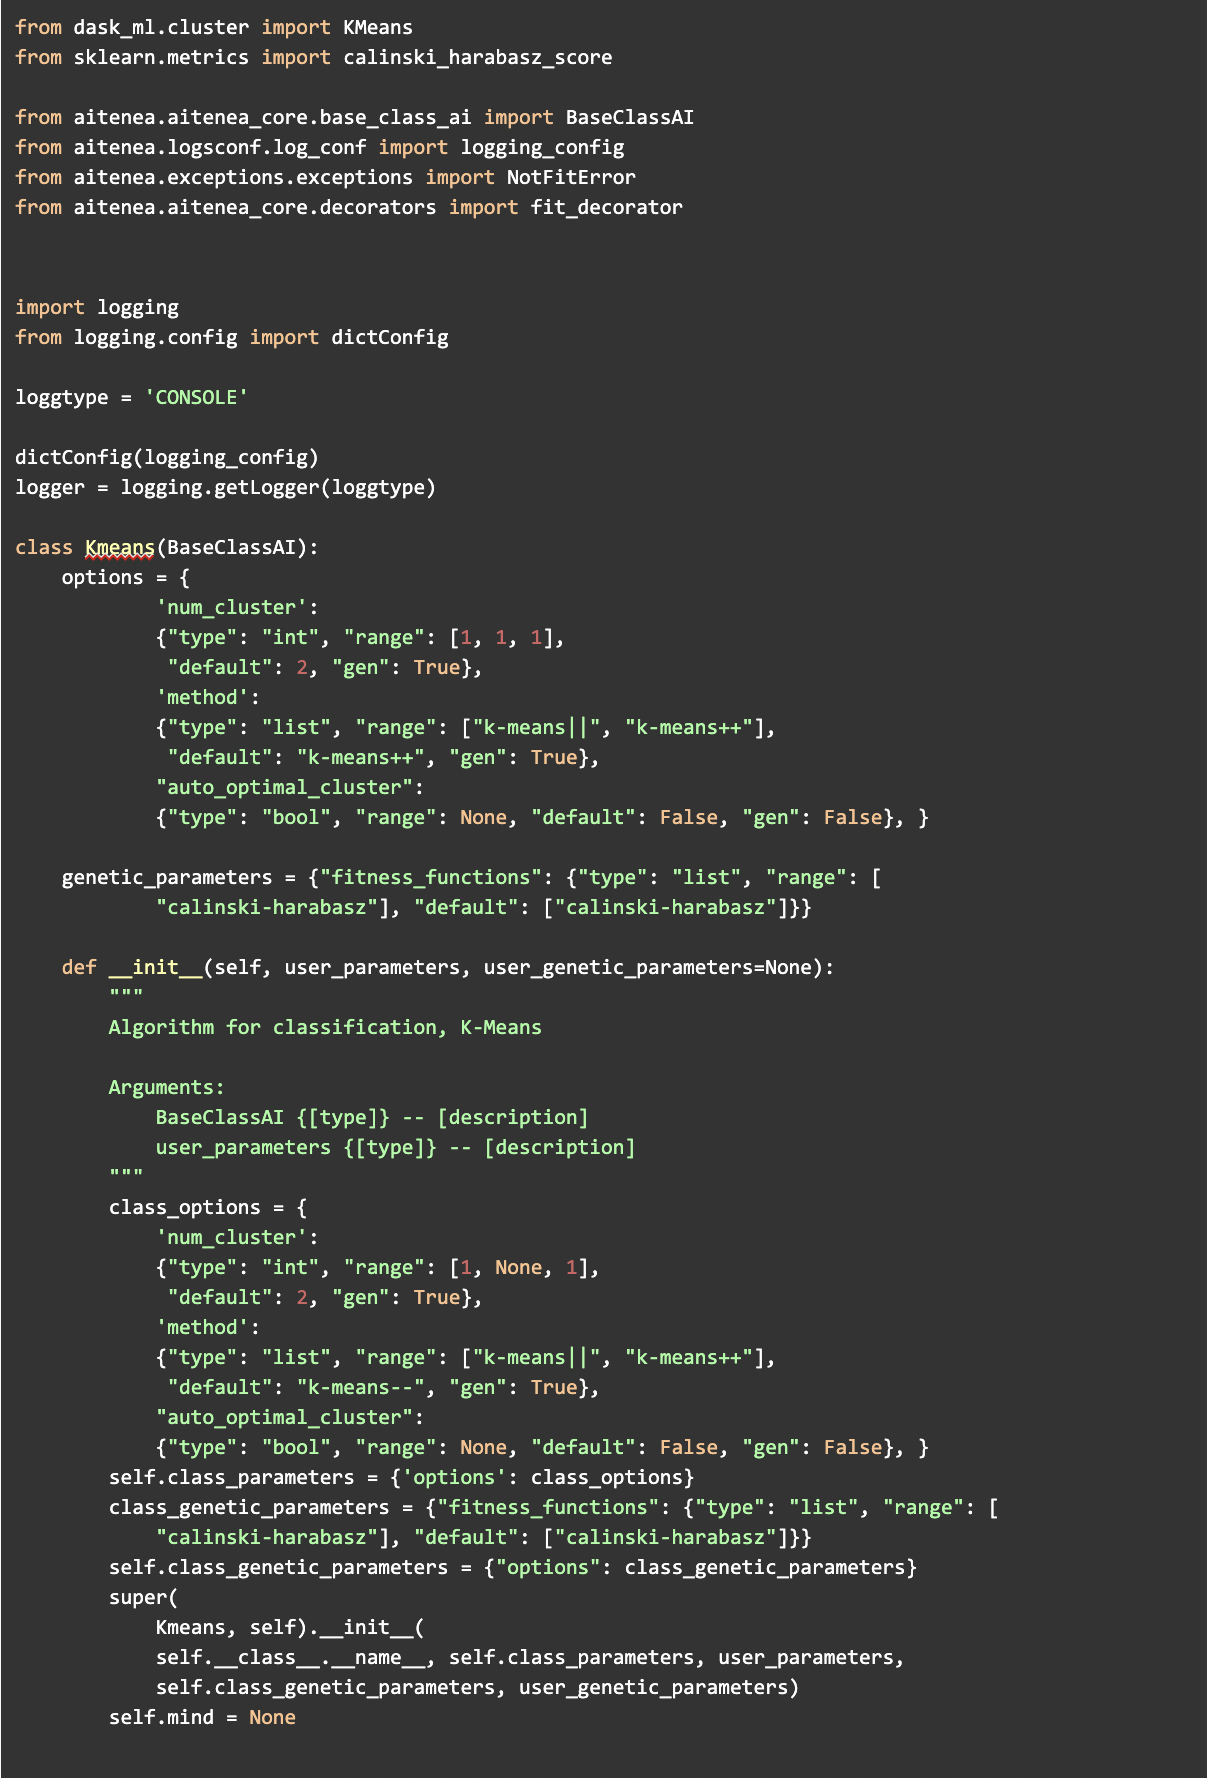 from dask_ml.cluster import KMeans
from sklearn.metrics import calinski_harabasz_score

from aitenea.aitenea_core.base_class_ai import BaseClassAI
from aitenea.logsconf.log_conf import logging_config
from aitenea.exceptions.exceptions import NotFitError
from aitenea.aitenea_core.decorators import fit_decorator

import logging
from logging.config import dictConfig

loggtype = 'CONSOLE'

dictConfig(logging_config)
logger = logging.getLogger(loggtype)

class Kmeans(BaseClassAI):
    options = {
            'num_cluster':
            {"type": "int", "range": [1, 1, 1],
             "default": 2, "gen": True},
            'method':
            {"type": "list", "range": ["k-means||", "k-means++"],
             "default": "k-means++", "gen": True},
            "auto_optimal_cluster":
            {"type": "bool", "range": None, "default": False, "gen": False}, }

    genetic_parameters = {"fitness_functions": {"type": "list", "range": [
            "calinski-harabasz"], "default": ["calinski-harabasz"]}}

    def __init__(self, user_parameters, user_genetic_parameters=None):
        """
        Algorithm for classification, K-Means

        Arguments:
            BaseClassAI {[type]} -- [description]
            user_parameters {[type]} -- [description]
        """
        class_options = {
            'num_cluster':
            {"type": "int", "range": [1, None, 1],
             "default": 2, "gen": True},
            'method':
            {"type": "list", "range": ["k-means||", "k-means++"],
             "default": "k-means--", "gen": True},
            "auto_optimal_cluster":
            {"type": "bool", "range": None, "default": False, "gen": False}, }
        self.class_parameters = {'options': class_options}
        class_genetic_parameters = {"fitness_functions": {"type": "list", "range": [
            "calinski-harabasz"], "default": ["calinski-harabasz"]}}
        self.class_genetic_parameters = {"options": class_genetic_parameters}
        super(
            Kmeans, self).__init__(
            self.__class__.__name__, self.class_parameters, user_parameters,
            self.class_genetic_parameters, user_genetic_parameters)
        self.mind = None